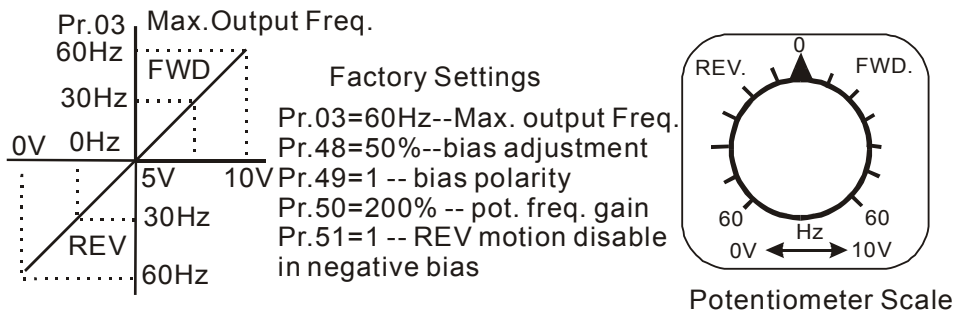 Pr.03 Max.Output Freq.
60Hz
FWD
30Hz
0V 0Hz
5V 10V
30Hz
REV
60Hz
Factory Settings
Pr.03=60Hz--Max. output Freq.
Pr.48=50%--bias adjustment
Pr.49=1 -- bias polarity
Pr.50=200% -- pot. freq. gain
Pr.51=1 -- REV motion disable
in negative bias
0
REV. FWD.
60 60
Hz
0V 10V
Potentiometer Scale